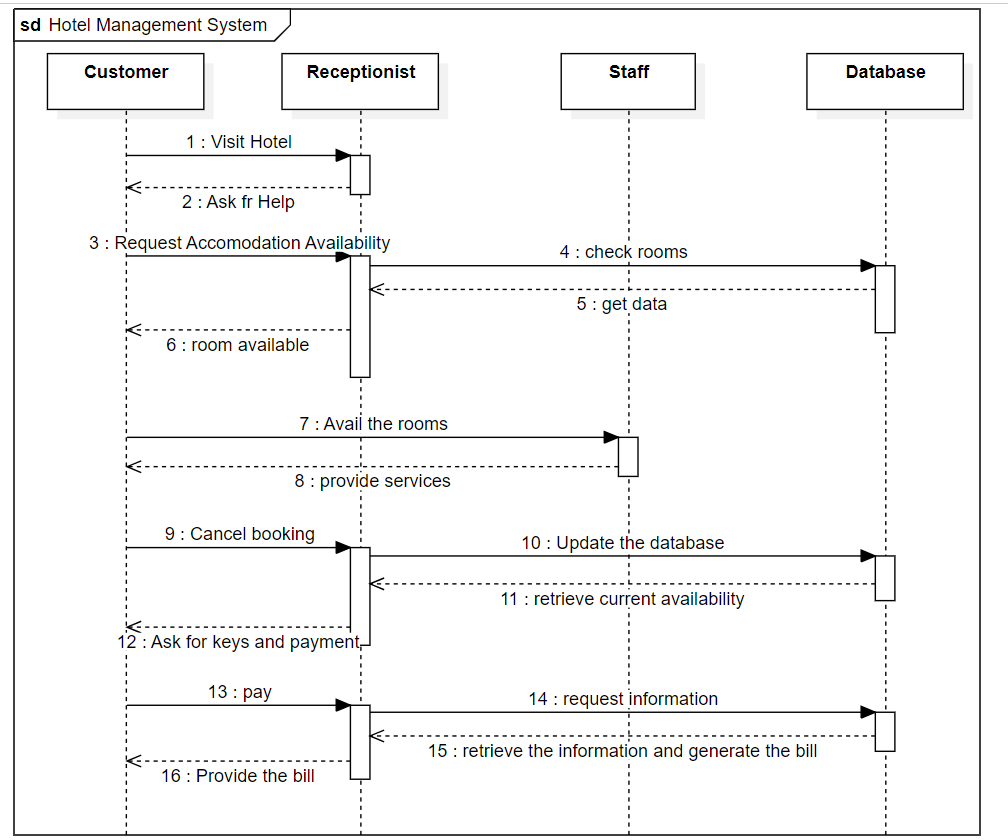 sd Hotel Management System
Customer
Receptionist
Staff
Database
1 : Visit Hotel
2 : Ask fr Help
3 : Request Accomodation Availability
4 : check rooms
5 : get data
6 : room available
7 : Avail the rooms
8 : provide services
9 : Cancel booking
10 : Update the database
11 : retrieve current availability
12 : Ask for keys and payment
13 : pay
14 : request information
15 : retrieve the information and generate the bill
16 : Provide the bill